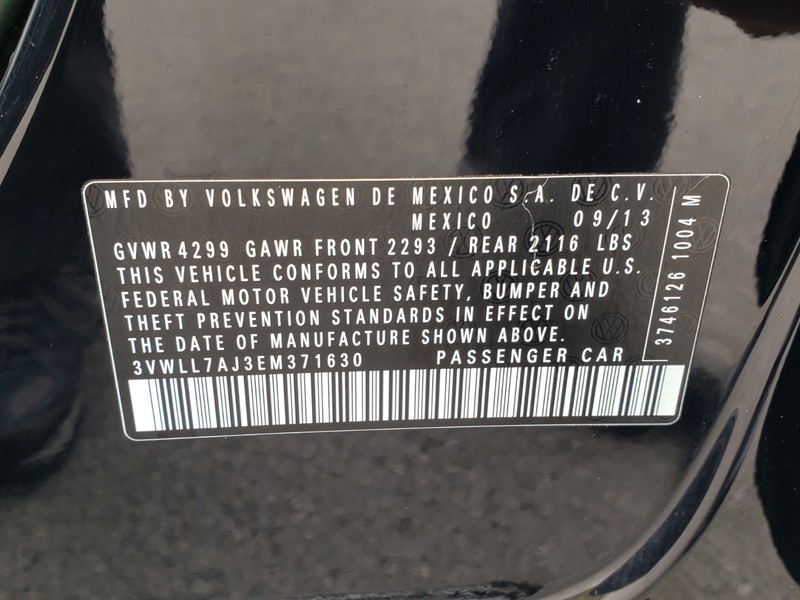 MFD BY VOLKSWAGEN DE MEXICO S.A. DE C.V.
MEXICO 09/13
GVWR 4299 GAWR FRONT 2293 / REAR 2116 LBS
THIS VEHICLE CONFORMS TO ALL APPLICABLE U.S.
FEDERAL MOTOR VEHICLE SAFETY, BUMPER AND
THEFT PREVENTION STANDARDS IN EFFECT ON
THE DATE OF MANUFACTURE SHOWN ABOVE.
3VWLL7AJ3EM371630 PASSENGER CAR
3746126 1004 M